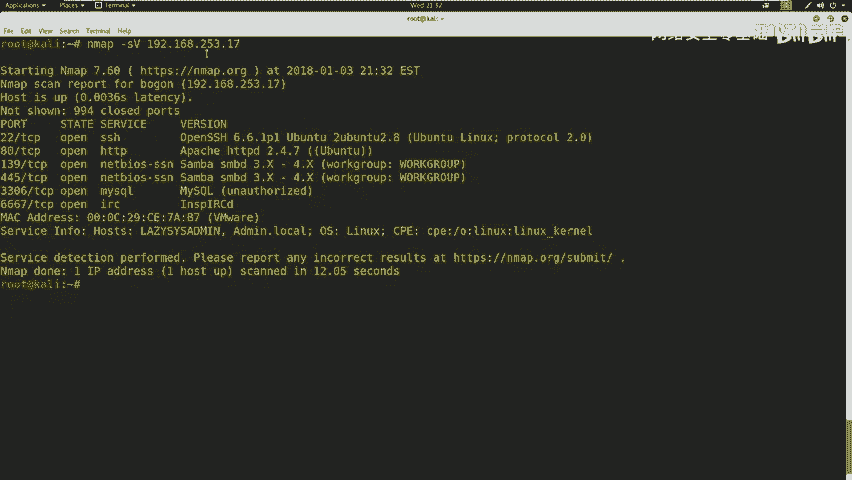 Applications
Places
Terminal
Wed 21:32
root@kali: ~
File Edit View Search Terminal Help
root@kali:~# nmap -sV 192.168.253.17
Starting Nmap 7.60 ( https://nmap.org ) at 2018-01-03 21:32 EST
Nmap scan report for bogon (192.168.253.17)
Host is up (0.0036s latency).
Not shown: 994 closed ports
PORT STATE SERVICE VERSION
22/tcp open ssh OpenSSH 6.6.1p1 Ubuntu 2ubuntu2.8 (Ubuntu Linux; protocol 2.0)
80/tcp open http Apache httpd 2.4.7 ((Ubuntu))
139/tcp open netbios-ssn Samba smbd 3.X - 4.X (workgroup: WORKGROUP)
445/tcp open netbios-ssn Samba smbd 3.X - 4.X (workgroup: WORKGROUP)
3306/tcp open mysql MySQL (unauthorized)
6667/tcp open irc InspIRCd
MAC Address: 00:0C:29:CE:7A:B7 (VMware)
Service Info: Hosts: LAZYSYSADMIN, Admin.local; OS: Linux; CPE: cpe:/o:linux:linux_kernel
Service detection performed. Please report any incorrect results at https://nmap.org/submit/ .
Nmap done: 1 IP address (1 host up) scanned in 12.05 seconds
root@kali:~#